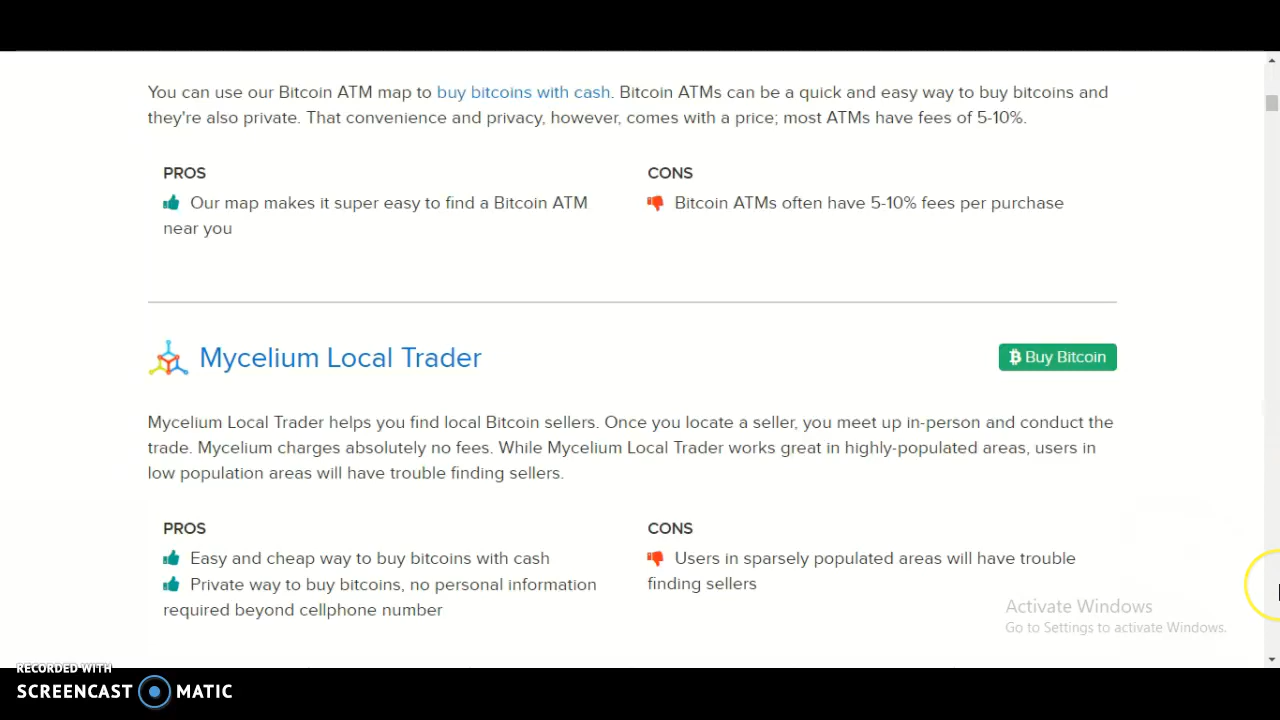 You can use our Bitcoin ATM map to buy bitcoins with cash. Bitcoin ATMs can be a quick and easy way to buy bitcoins and
they're also private. That convenience and privacy, however, comes with a price; most ATMs have fees of 5-10%.
PROS
Our map makes it super easy to find a Bitcoin ATM
near you
CONS
Bitcoin ATMs often have 5-10% fees per purchase
Mycelium Local Trader
Buy Bitcoin
Mycelium Local Trader helps you find local Bitcoin sellers. Once you locate a seller, you meet up in-person and conduct the
trade. Mycelium charges absolutely no fees. While Mycelium Local Trader works great in highly-populated areas, users in
low population areas will have trouble finding sellers.
PROS
Easy and cheap way to buy bitcoins with cash
Private way to buy bitcoins, no personal information
required beyond cellphone number
CONS
Users in sparsely populated areas will have trouble
finding sellers
Activate Windows
Go to Settings to activate Windows.
RECORDED WITH
SCREENCAST MATIC